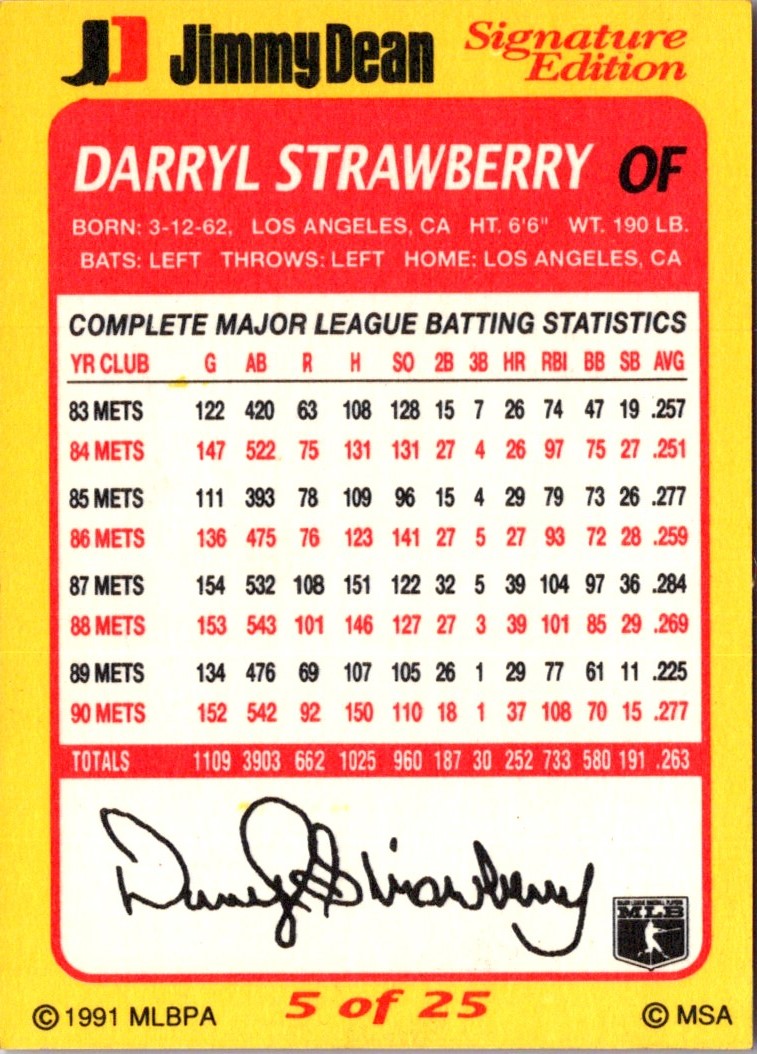 Jimmy Dean Signature Edition
DARRYL STRAWBERRY OF
BORN: 3-12-62, LOS ANGELES, CA HT. 6'6" WT. 190 LB.
BATS: LEFT THROWS: LEFT HOME: LOS ANGELES, CA
COMPLETE MAJOR LEAGUE BATTING STATISTICS
YR CLUB G AB R H SO 2B 3B HR RBI BB SB AVG
83 METS 122 420 63 108 128 15 7 26 74 47 19 .257
84 METS 147 522 75 131 131 27 4 26 97 75 27 .251
85 METS 111 393 78 109 96 15 4 29 79 73 26 .277
86 METS 136 475 76 123 141 27 5 27 93 72 28 .259
87 METS 154 532 108 151 122 32 5 39 104 97 36 .284
88 METS 153 543 101 146 127 27 3 39 101 85 29 .269
89 METS 134 476 69 107 105 26 1 29 77 61 11 .225
90 METS 152 542 92 150 110 18 1 37 108 70 15 .277
TOTALS 1109 3903 662 1025 960 187 30 252 733 580 191 .263
Darryl Strawberry
MAJOR LEAGUE BASEBALL PLAYERS
MLB
© 1991 MLBPA 5 of 25 © MSA